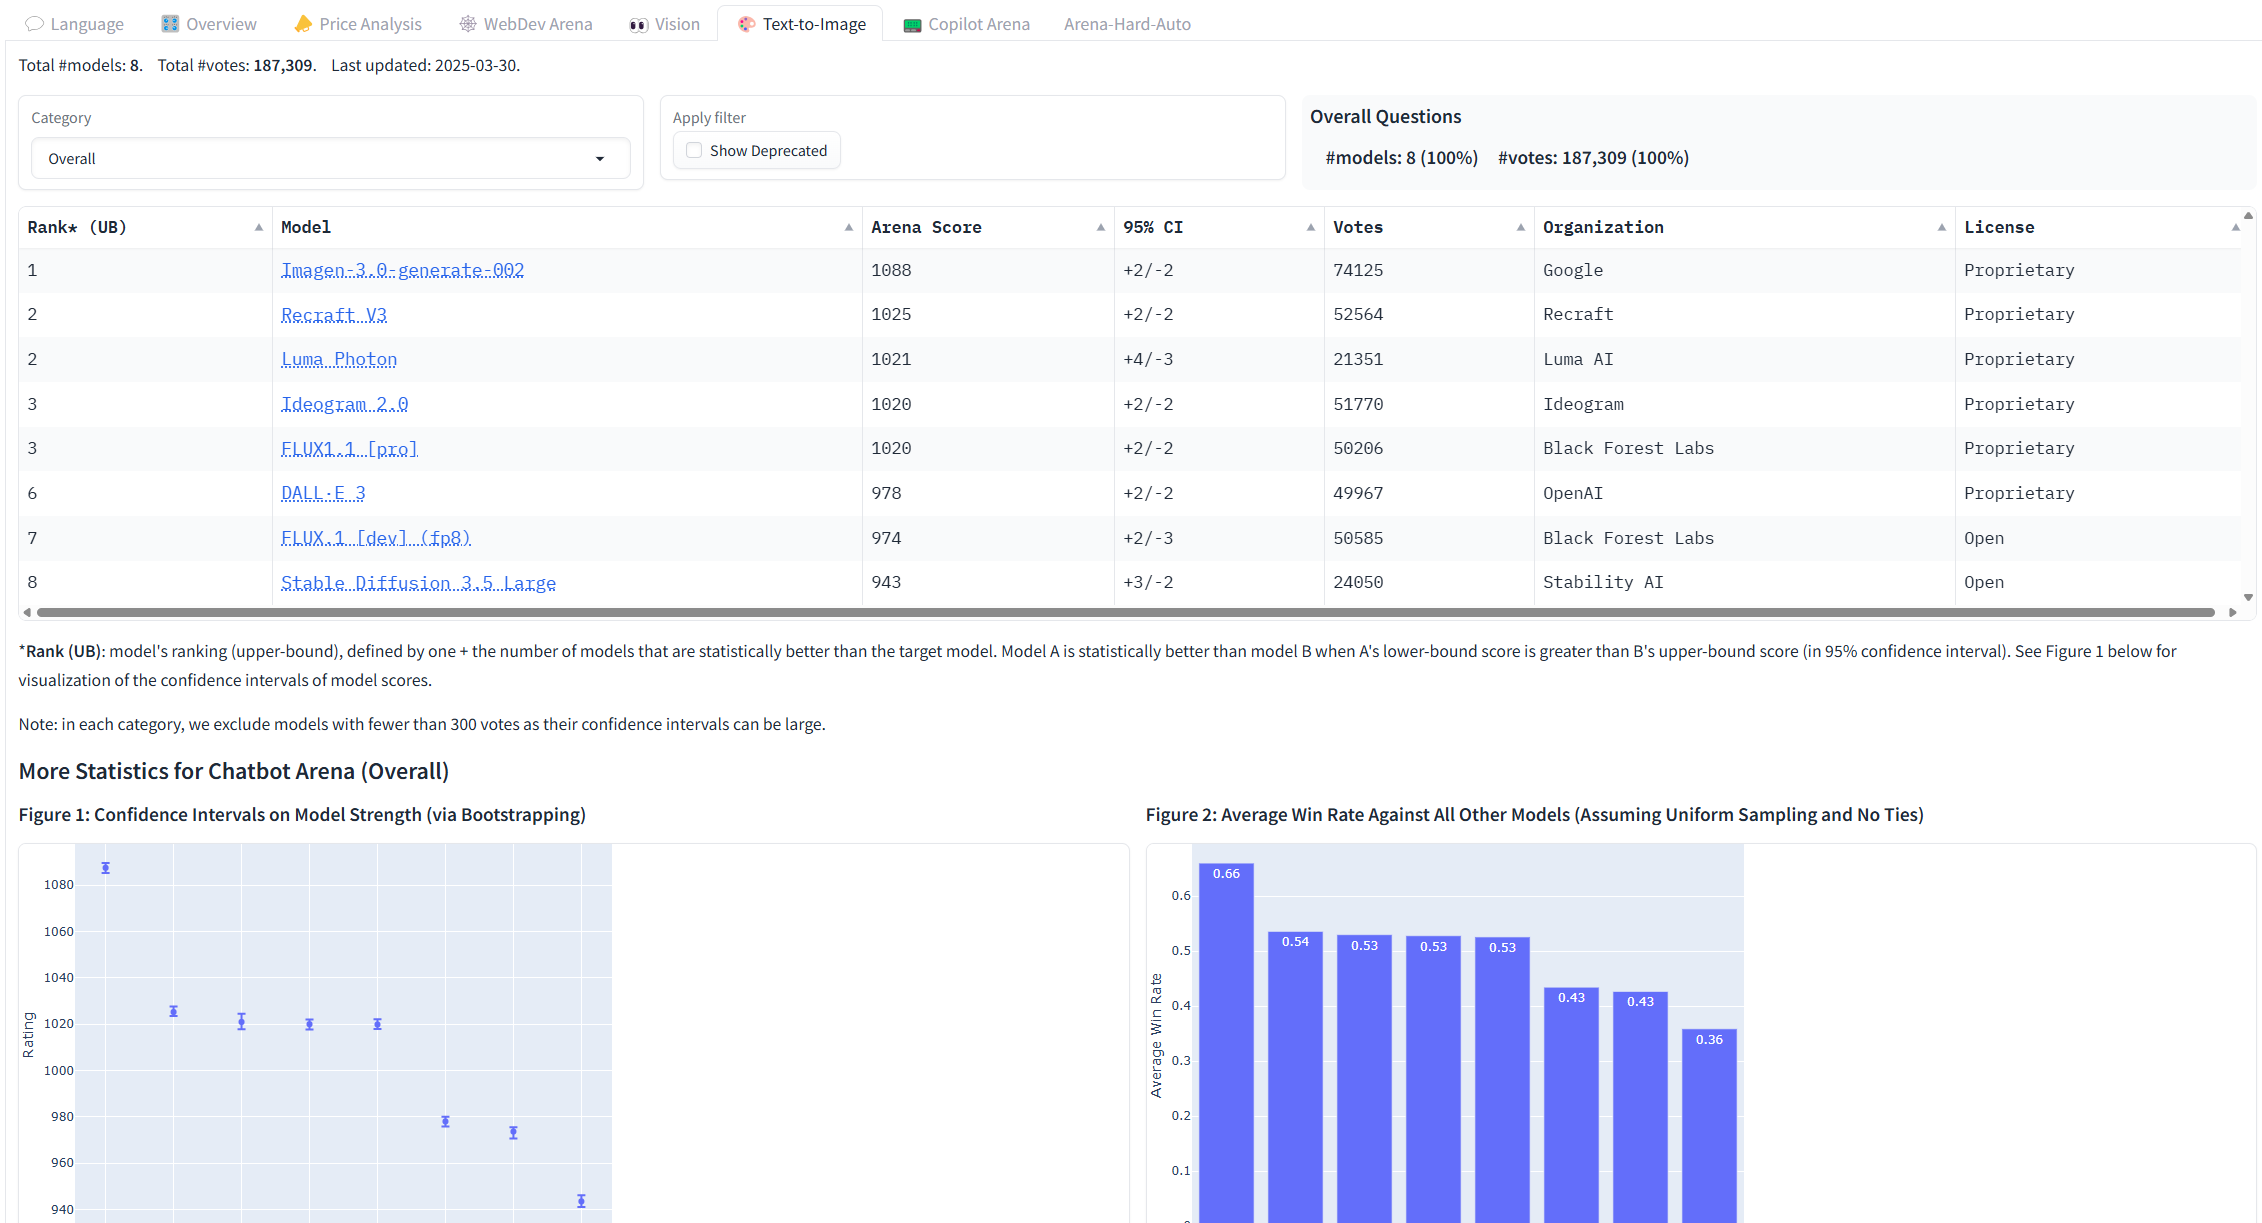 Language Overview Price Analysis WebDev Arena Vision Text-to-Image Copilot Arena Arena-Hard-Auto
Total #models: 8. Total #votes: 187,309. Last updated: 2025-03-30.
Category
Overall
Apply filter
Show Deprecated
Overall Questions
#models: 8 (100%) #votes: 187,309 (100%)
Rank* (UB) Model Arena Score 95% CI Votes Organization License
1 Imagen-3.0-generate-002 1088 +2/-2 74125 Google Proprietary
2 Recraft V3 1025 +2/-2 52564 Recraft Proprietary
2 Luma Photon 1021 +4/-3 21351 Luma AI Proprietary
3 Ideogram 2.0 1020 +2/-2 51770 Ideogram Proprietary
3 FLUX1.1 [pro] 1020 +2/-2 50206 Black Forest Labs Proprietary
6 DALL·E 3 978 +2/-2 49967 OpenAI Proprietary
7 FLUX.1 [dev] (fp8) 974 +2/-3 50585 Black Forest Labs Open
8 Stable Diffusion 3.5 Large 943 +3/-2 24050 Stability AI Open
*Rank (UB): model's ranking (upper-bound), defined by one + the number of models that are statistically better than the target model. Model A is statistically better than model B when A's lower-bound score is greater than B's upper-bound score (in 95% confidence interval). See Figure 1 below for
visualization of the confidence intervals of model scores.
Note: in each category, we exclude models with fewer than 300 votes as their confidence intervals can be large.
More Statistics for Chatbot Arena (Overall)
Figure 1: Confidence Intervals on Model Strength (via Bootstrapping)
1080
1060
1040
1020
1000
980
960
940
Rating
Figure 2: Average Win Rate Against All Other Models (Assuming Uniform Sampling and No Ties)
0.6
0.5
0.4
0.3
0.2
0.1
Average Win Rate
0.66
0.54
0.53
0.53
0.53
0.43
0.43
0.36